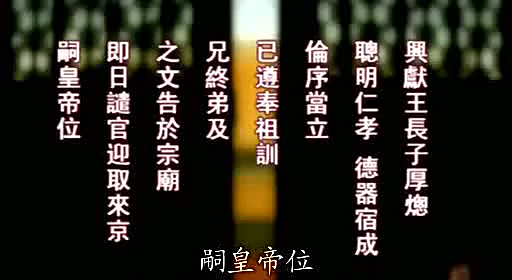 興獻王長子厚熜
聰明仁孝 德器宿成
倫序當立
已遵奉祖訓
兄終弟及
之文告於宗廟
即日譴官迎取來京
嗣皇帝位
嗣皇帝位